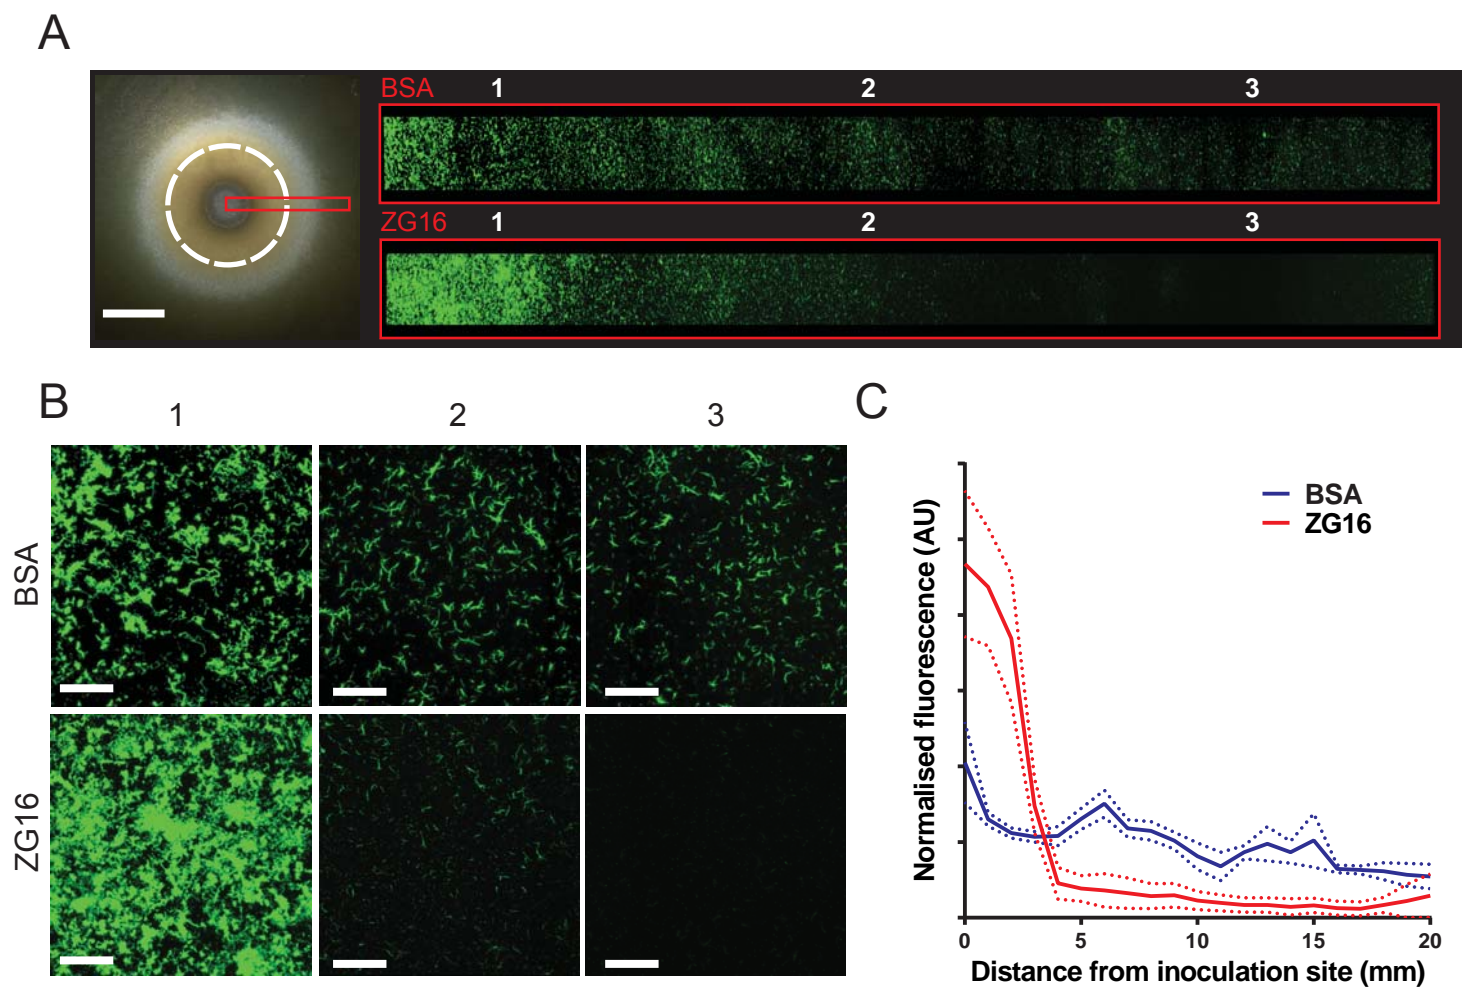 A
BSA 1 2 3
ZG16 1 2 3
B
1 2 3
BSA
ZG16
C
BSA
ZG16
Normalised fluorescence (AU)
0 5 10 15 20
Distance from inoculation site (mm)